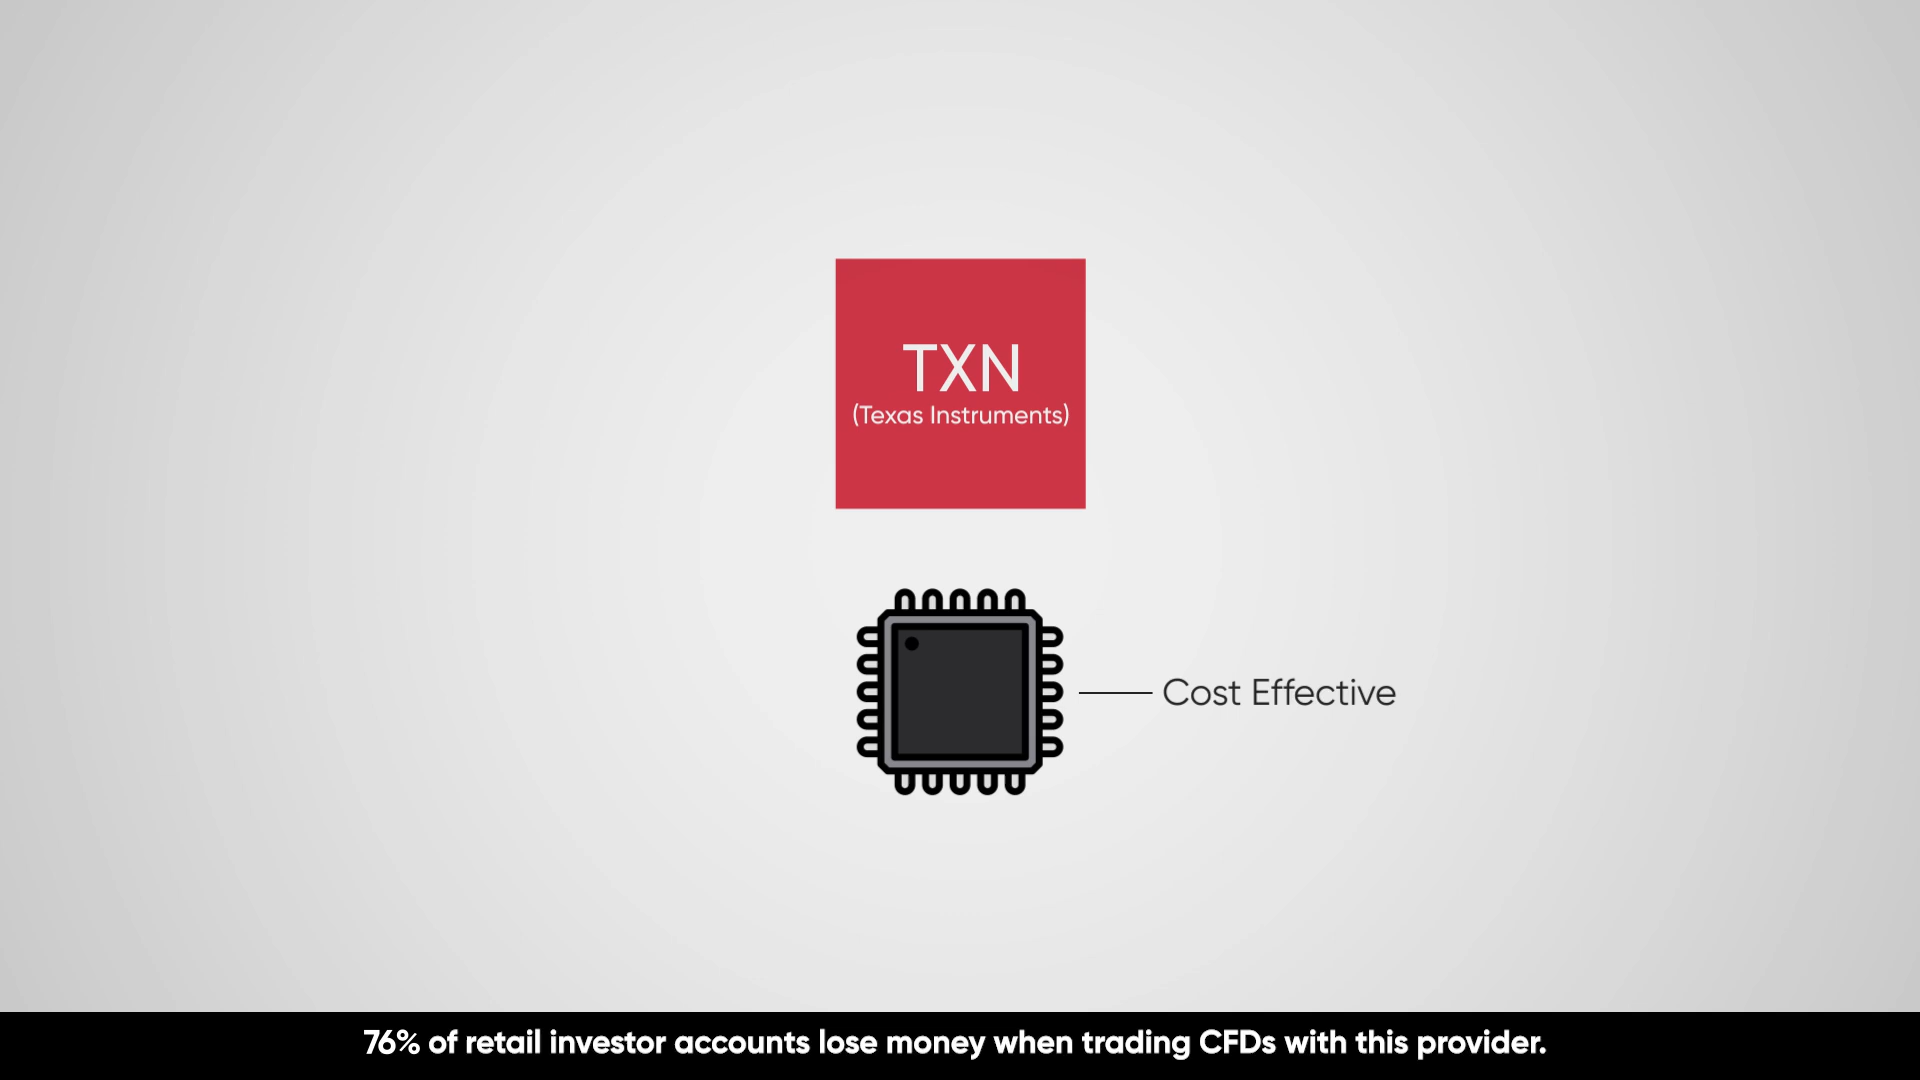 TXN
(Texas Instruments)
Cost Effective
76% of retail investor accounts lose money when trading CFDs with this provider.